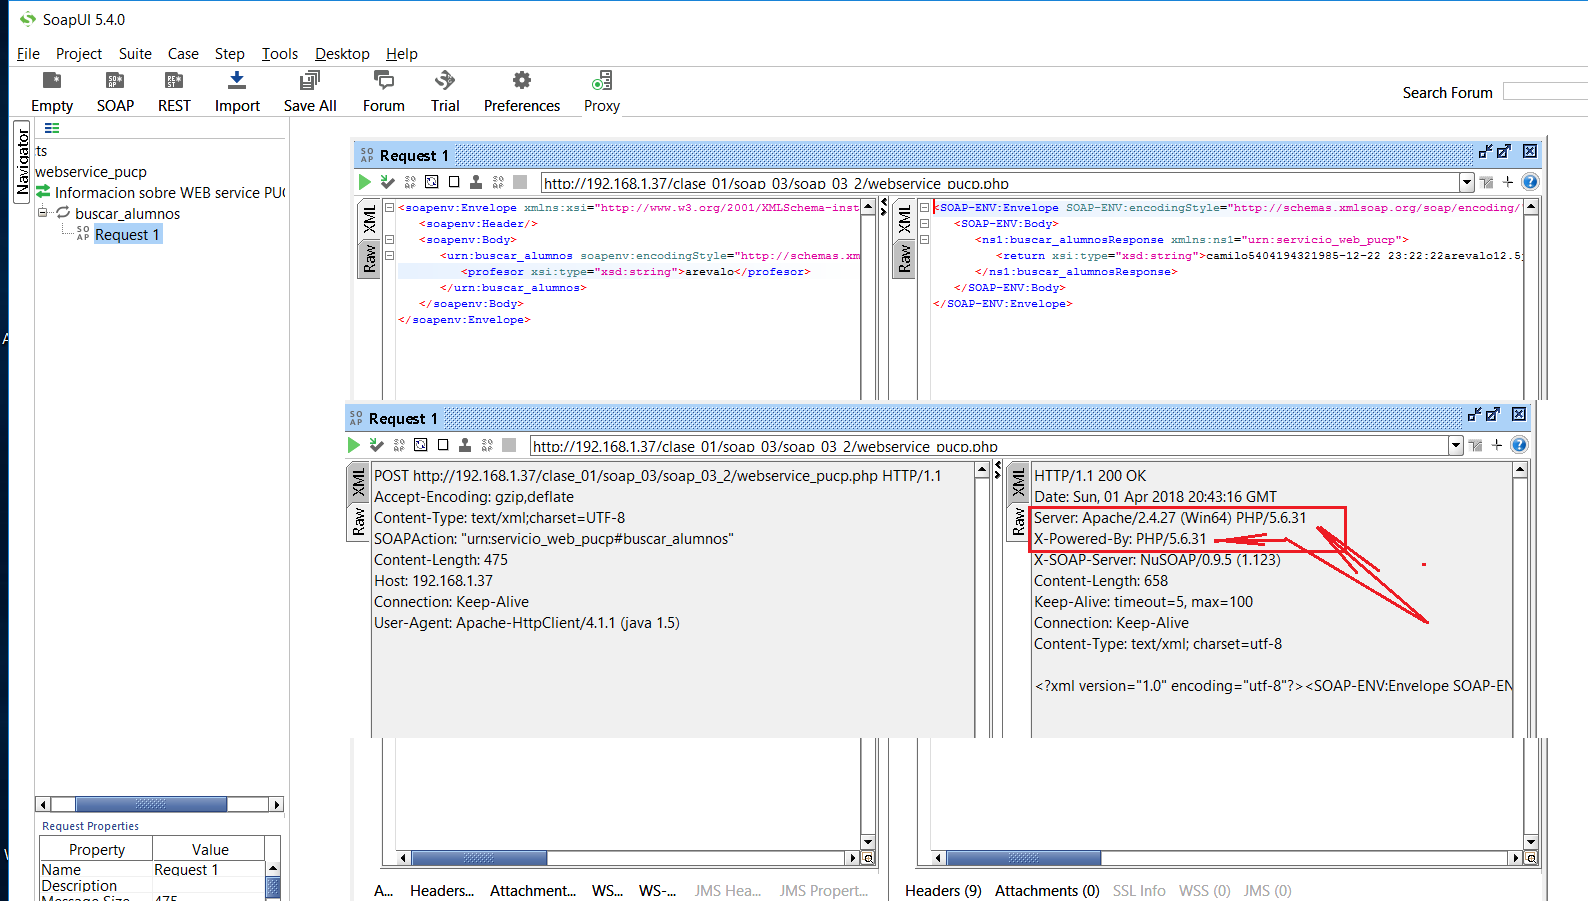 SoapUI 5.4.0
File Project Suite Case Step Tools Desktop Help
Empty SOAP REST Import Save All Forum Trial Preferences Proxy
Search Forum
Navigator
ts
webservice_pucp
Informacion sobre WEB service PUC
buscar_alumnos
SO AP Request 1
SO AP Request 1
http://192.168.1.37/clase_01/soap_03/soap_03_2/webservice_pucp.php
XML
Raw
<soapenv:Envelope xmlns:xsi="http://www.w3.org/2001/XMLSchema-inst
<soapenv:Header/>
<soapenv:Body>
<urn:buscar_alumnos soapenv:encodingStyle="http://schemas.xm
<profesor xsi:type="xsd:string">arevalo</profesor>
</urn:buscar_alumnos>
</soapenv:Body>
</soapenv:Envelope>
XML
Raw
<SOAP-ENV:Envelope SOAP-ENV:encodingStyle="http://schemas.xmlsoap.org/soap/encoding/
<SOAP-ENV:Body>
<ns1:buscar_alumnosResponse xmlns:ns1="urn:servicio_web_pucp">
<return xsi:type="xsd:string">camilo5404194321985-12-22 23:22:22arevalo12.5
</ns1:buscar_alumnosResponse>
</SOAP-ENV:Body>
</SOAP-ENV:Envelope>
SO AP Request 1
http://192.168.1.37/clase_01/soap_03/soap_03_2/webservice_pucp.php
XML
Raw
POST http://192.168.1.37/clase_01/soap_03/soap_03_2/webservice_pucp.php HTTP/1.1
Accept-Encoding: gzip,deflate
Content-Type: text/xml;charset=UTF-8
SOAPAction: "urn:servicio_web_pucp#buscar_alumnos"
Content-Length: 475
Host: 192.168.1.37
Connection: Keep-Alive
User-Agent: Apache-HttpClient/4.1.1 (java 1.5)
XML
Raw
HTTP/1.1 200 OK
Date: Sun, 01 Apr 2018 20:43:16 GMT
Server: Apache/2.4.27 (Win64) PHP/5.6.31
X-Powered-By: PHP/5.6.31
X-SOAP-Server: NuSOAP/0.9.5 (1.123)
Content-Length: 658
Keep-Alive: timeout=5, max=100
Connection: Keep-Alive
Content-Type: text/xml; charset=utf-8
<?xml version="1.0" encoding="utf-8"?><SOAP-ENV:Envelope SOAP-EN
Request Properties
Property Value
Name Request 1
Description
Message Size 475
A... Headers... Attachment... WS... WS-... JMS Hea... JMS Propert...
Headers (9) Attachments (0) SSL Info WSS (0) JMS (0)